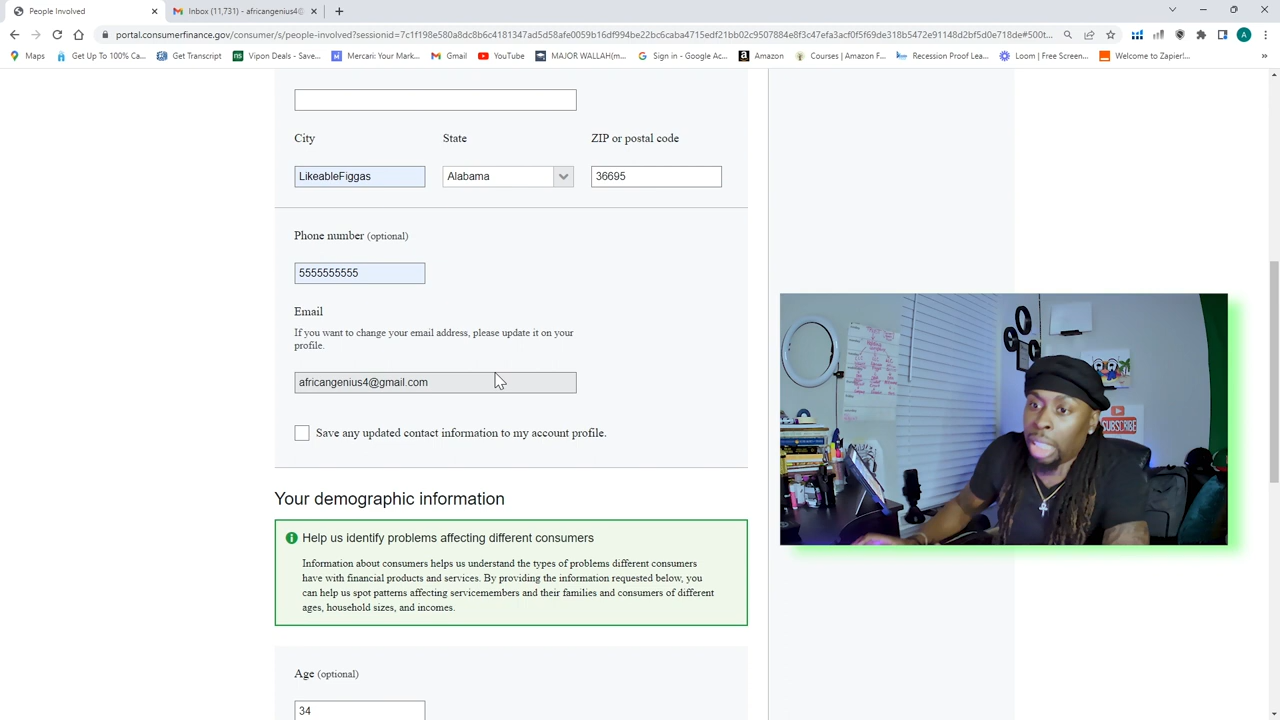 People Involved
Inbox (11,731) - africangenius4@
portal.consumerfinance.gov/consumer/s/people-involved?sessionid=7c1f198e580a8dc8b6c4181347ad5d58afe0059b16df994be22bc6caba4715edf21bb02c9507884e8f3c47efa3acf0f5f69de318b5472e91148d2bf5d0e718de#500t...
Maps
Get Up To 100% Ca...
Get Transcript
Vipon Deals - Save...
Mercari: Your Mark...
Gmail
YouTube
MAJOR WALLAH(m...
Sign in - Google Ac...
Amazon
Courses | Amazon F...
Recession Proof Lea...
Loom | Free Screen...
Welcome to Zapier!...
City
State
ZIP or postal code
LikeableFiggas
Alabama
36695
Phone number (optional)
5555555555
Email
If you want to change your email address, please update it on your
profile.
africangenius4@gmail.com
SUBSCRIBE
Save any updated contact information to my account profile.
Your demographic information
Help us identify problems affecting different consumers
Information about consumers helps us understand the types of problems different consumers
have with financial products and services. By providing the information requested below, you
can help us spot patterns affecting servicemembers and their families and consumers of different
ages, household sizes, and incomes.
Age (optional)
34